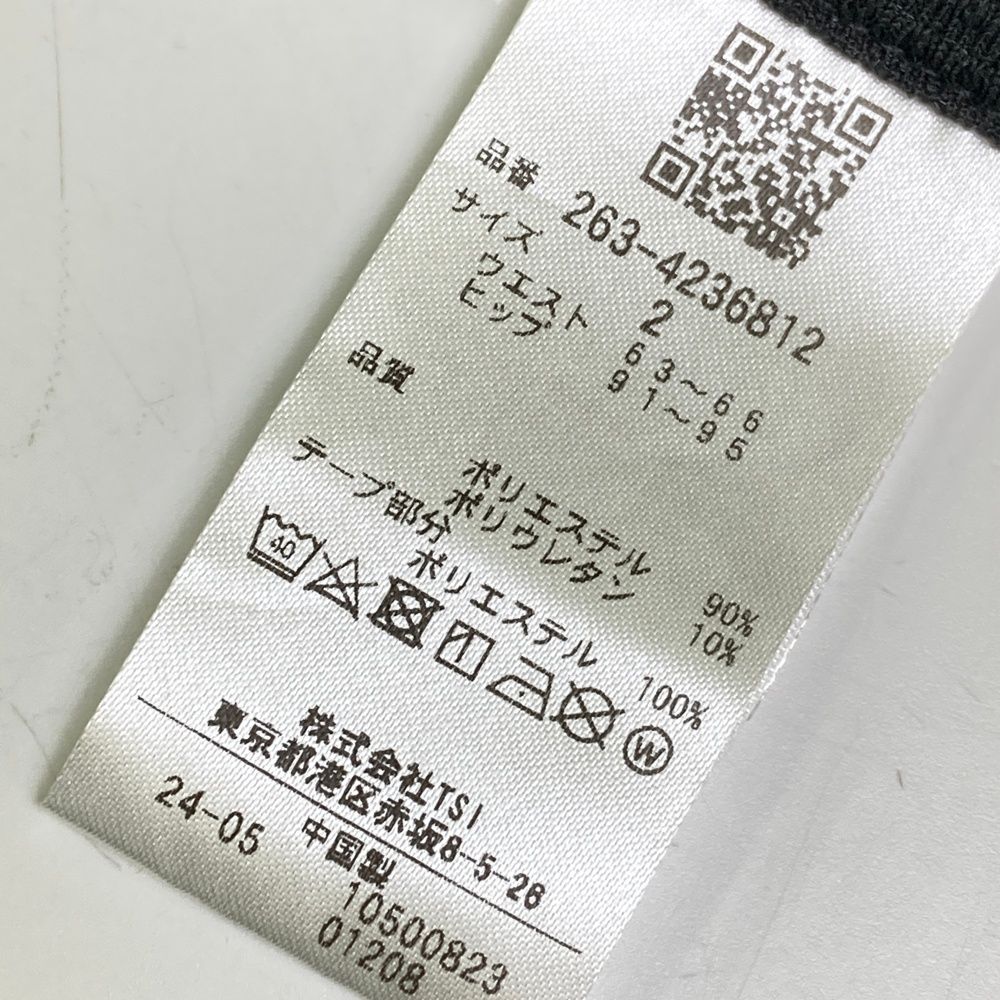 品番 263-4236812
サイズ 2
ウエスト 63～66
ヒップ 91～95
品質
ポリエステル 90%
ポリウレタン 10%
テープ部分 ポリエステル 100%
40
W
株式会社TSI
東京都港区赤坂8-5-26
24-05 中国製
10500823
01208